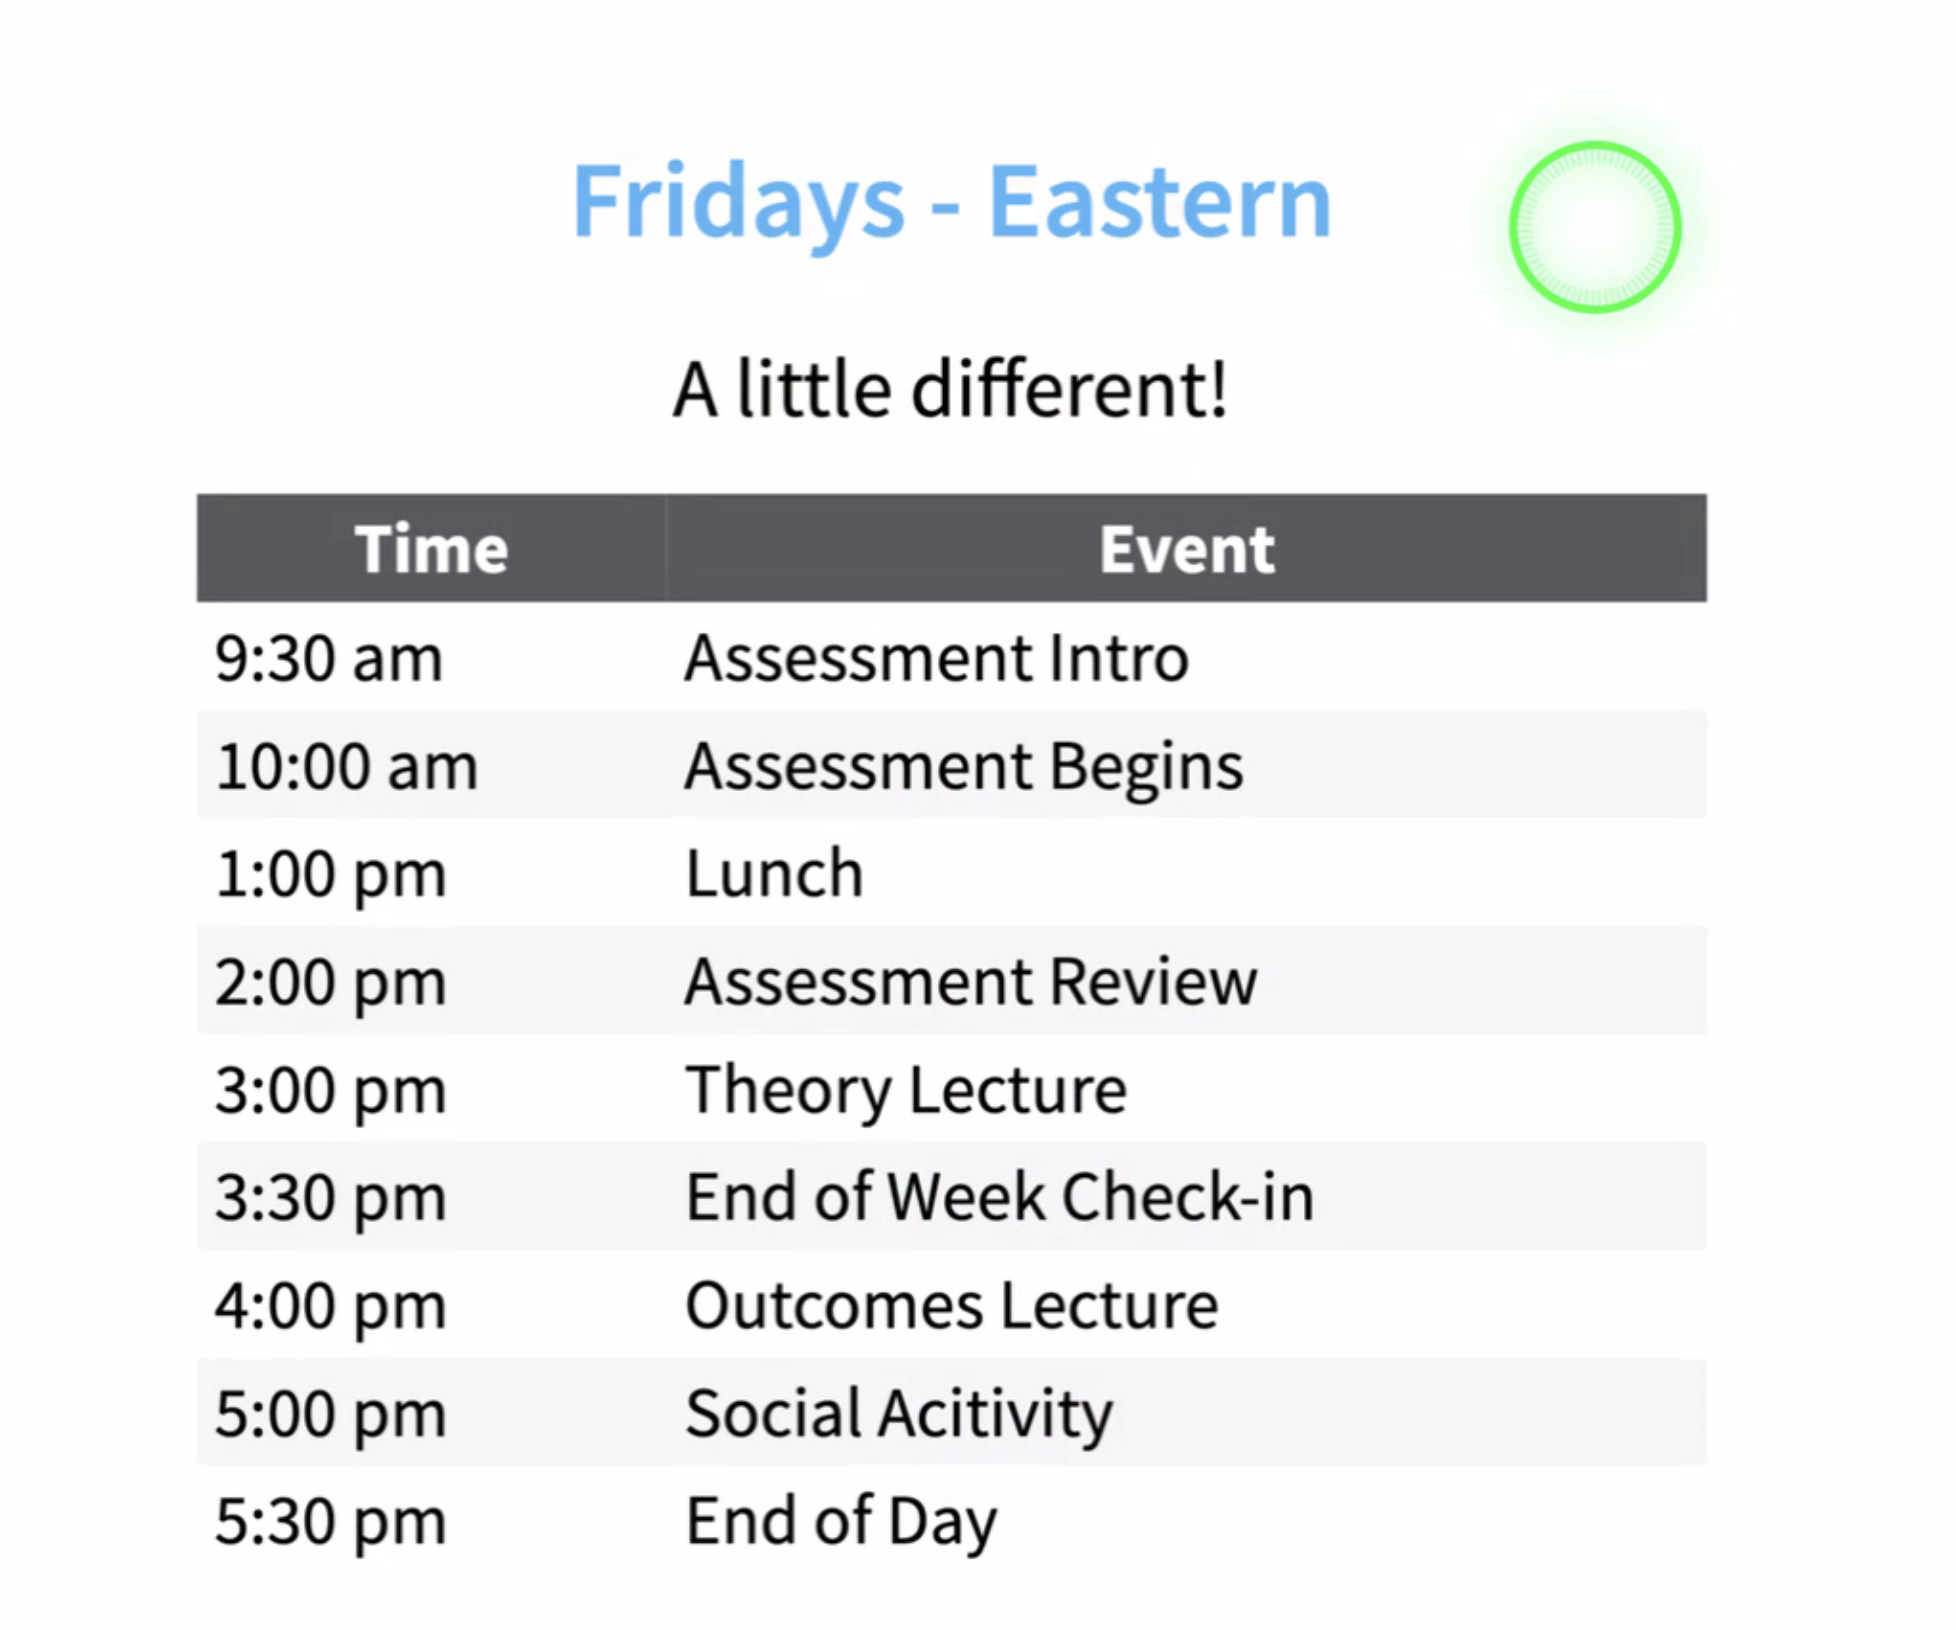 Fridays - Eastern
A little different!
Time Event
9:30 am Assessment Intro
10:00 am Assessment Begins
1:00 pm Lunch
2:00 pm Assessment Review
3:00 pm Theory Lecture
3:30 pm End of Week Check-in
4:00 pm Outcomes Lecture
5:00 pm Social Acitivity
5:30 pm End of Day